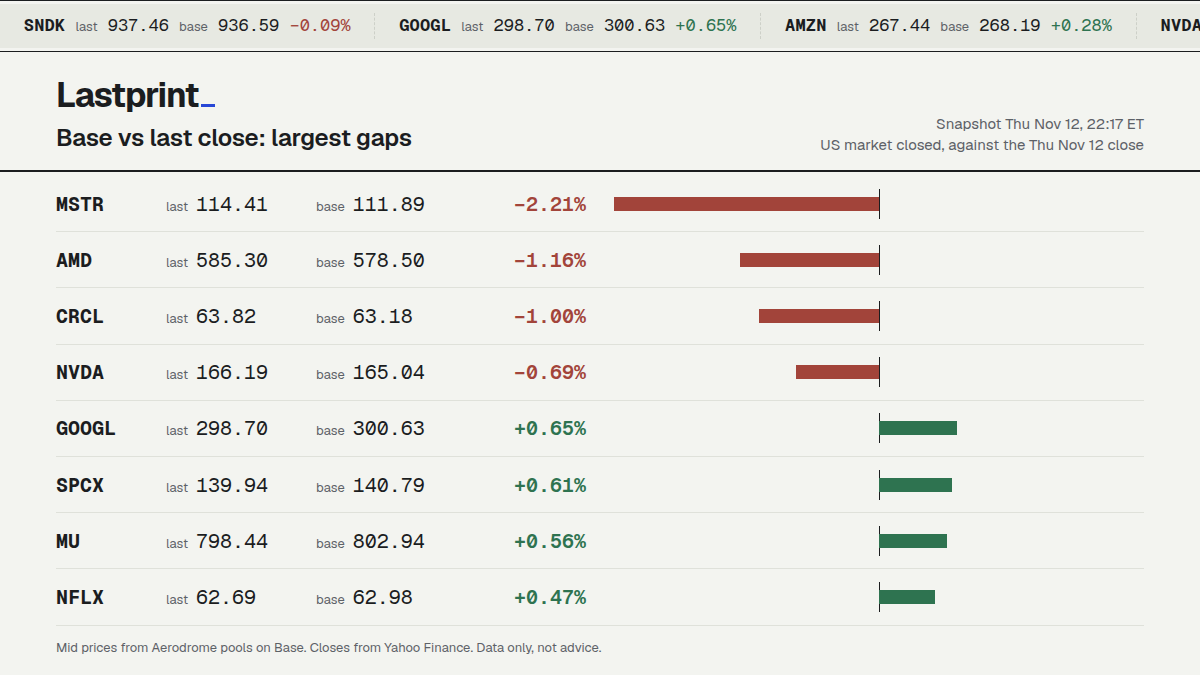 SNDK last 937.46 base 936.59 −0.09% GOOGL last 298.70 base 300.63 +0.65% AMZN last 267.44 base 268.19 +0.28% NVDA
Lastprint_
Base vs last close: largest gaps
Snapshot Thu Nov 12, 22:17 ET
US market closed, against the Thu Nov 12 close
MSTR last 114.41 base 111.89 −2.21%
AMD last 585.30 base 578.50 −1.16%
CRCL last 63.82 base 63.18 −1.00%
NVDA last 166.19 base 165.04 −0.69%
GOOGL last 298.70 base 300.63 +0.65%
SPCX last 139.94 base 140.79 +0.61%
MU last 798.44 base 802.94 +0.56%
NFLX last 62.69 base 62.98 +0.47%
Mid prices from Aerodrome pools on Base. Closes from Yahoo Finance. Data only, not advice.